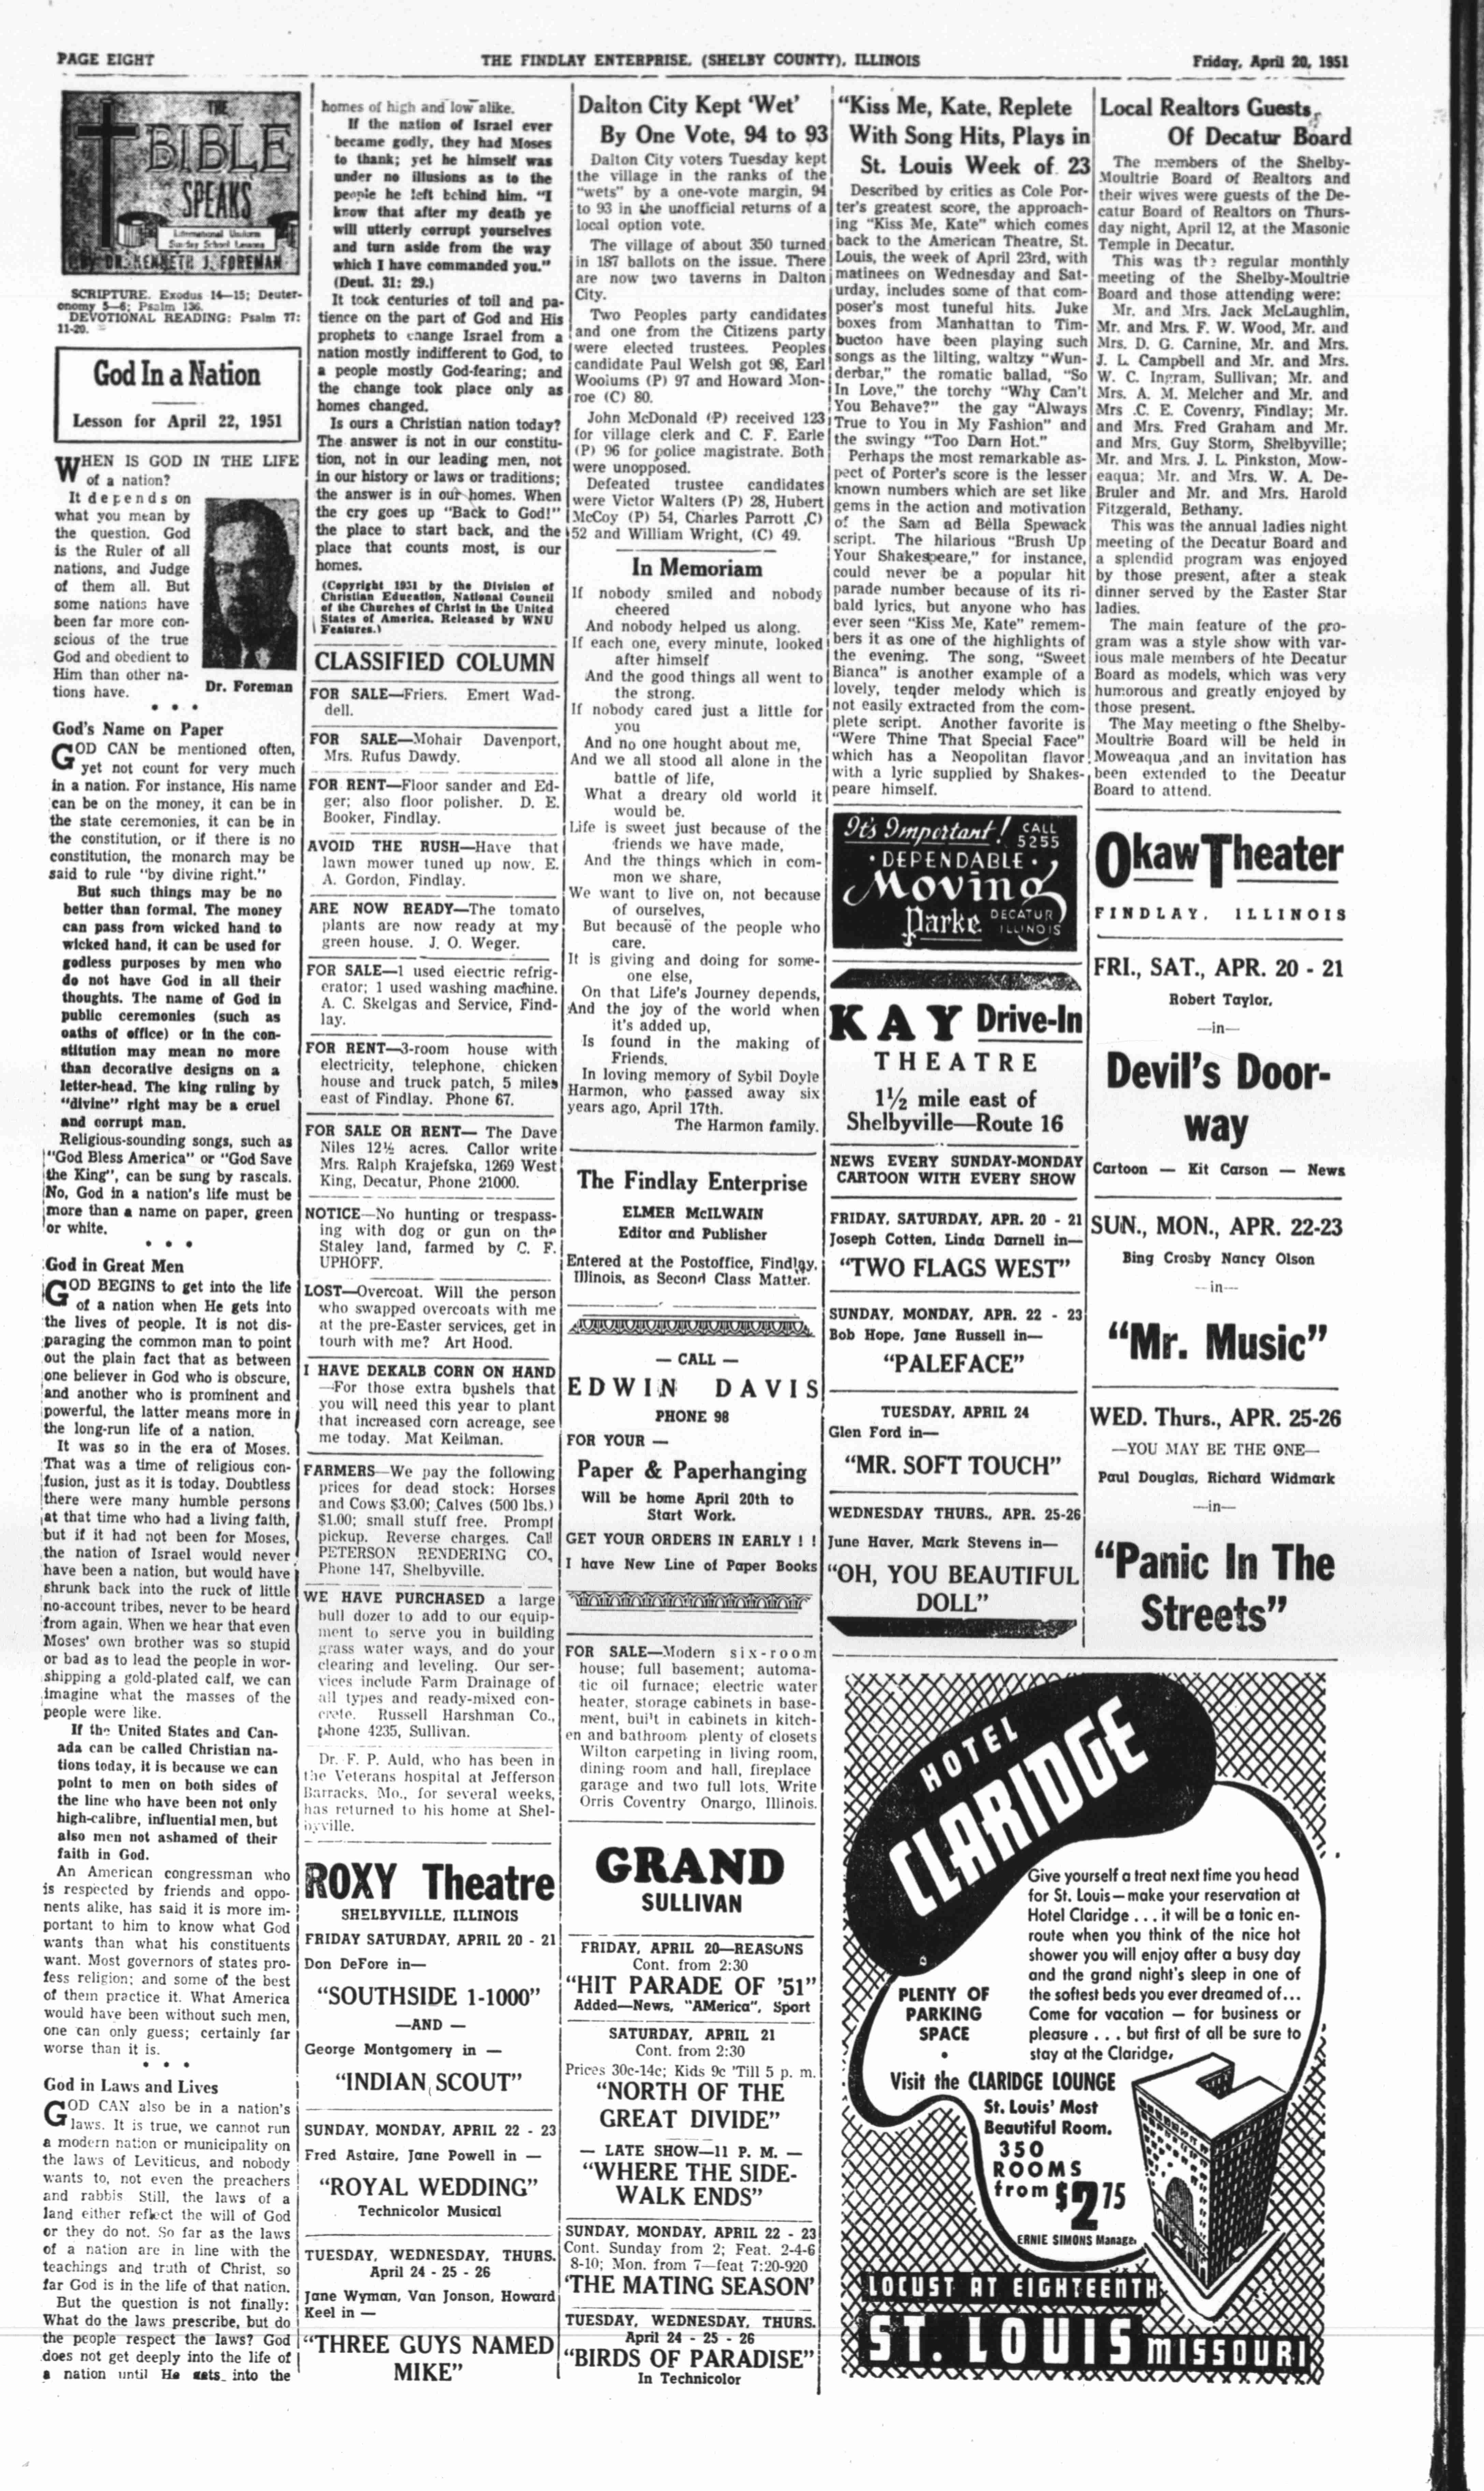 PAGE EIGHT
THE FINDLAY ENTERPRISE, (SHELBY COUNTY), ILLINOIS
Friday, April 20, 1951
THE
BIBLE
SPEAKS
International Uniform
Sunday School Lessons
BY DR. KENNETH J. FOREMAN
SCRIPTURE. Exodus 14—15; Deuter-
onomy 5—6; Psalm 136.
DEVOTIONAL READING: Psalm 77:
11-20.
God In a Nation
Lesson for April 22, 1951
WHEN IS GOD IN THE LIFE
of a nation?
It depends on
what you mean by
the question. God
is the Ruler of all
nations, and Judge
of them all. But
some nations have
been far more con-
scious of the true
God and obedient to
Him than other na-
tions have.
Dr. Foreman
• • •
God's Name on Paper
GOD CAN be mentioned often,
yet not count for very much
in a nation. For instance, His name
can be on the money, it can be in
the state ceremonies, it can be in
the constitution, or if there is no
constitution, the monarch may be
said to rule "by divine right."
But such things may be no
better than formal. The money
can pass from wicked hand to
wicked hand, it can be used for
godless purposes by men who
do not have God in all their
thoughts. The name of God in
public ceremonies (such as
oaths of office) or in the con-
stitution may mean no more
than decorative designs on a
letter-head. The king ruling by
"divine" right may be a cruel
and corrupt man.
Religious-sounding songs, such as
"God Bless America" or "God Save
the King", can be sung by rascals.
No, God in a nation's life must be
more than a name on paper, green
or white.
• • •
God in Great Men
GOD BEGINS to get into the life
of a nation when He gets into
the lives of people. It is not dis-
paraging the common man to point
out the plain fact that as between
one believer in God who is obscure,
and another who is prominent and
powerful, the latter means more in
the long-run life of a nation.
It was so in the era of Moses.
That was a time of religious con-
fusion, just as it is today. Doubtless
there were many humble persons
at that time who had a living faith,
but if it had not been for Moses,
the nation of Israel would never
have been a nation, but would have
shrunk back into the ruck of little
no-account tribes, never to be heard
from again. When we hear that even
Moses' own brother was so stupid
or bad as to lead the people in wor-
shipping a gold-plated calf, we can
imagine what the masses of the
people were like.
If the United States and Can-
ada can be called Christian na-
tions today, it is because we can
point to men on both sides of
the line who have been not only
high-calibre, influential men, but
also men not ashamed of their
faith in God.
An American congressman who
is respected by friends and oppo-
nents alike, has said it is more im-
portant to him to know what God
wants than what his constituents
want. Most governors of states pro-
fess religion; and some of the best
of them practice it. What America
would have been without such men,
one can only guess; certainly far
worse than it is.
• • •
God in Laws and Lives
GOD CAN also be in a nation's
laws. It is true, we cannot run
a modern nation or municipality on
the laws of Leviticus, and nobody
wants to, not even the preachers
and rabbis Still, the laws of a
land either reflect the will of God
or they do not. So far as the laws
of a nation are in line with the
teachings and truth of Christ, so
far God is in the life of that nation.
But the question is not finally:
What do the laws prescribe, but do
the people respect the laws? God
does not get deeply into the life of
a nation until He gets into the
homes of high and low alike.
If the nation of Israel ever
became godly, they had Moses
to thank; yet he himself was
under no illusions as to the
people he left behind him. "I
know that after my death ye
will utterly corrupt yourselves
and turn aside from the way
which I have commanded you."
(Deut. 31: 29.)
It took centuries of toil and pa-
tience on the part of God and His
prophets to change Israel from a
nation mostly indifferent to God, to
a people mostly God-fearing; and
the change took place only as
homes changed.
Is ours a Christian nation today?
The answer is not in our constitu-
tion, not in our leading men, not
in our history or laws or traditions;
the answer is in our homes. When
the cry goes up "Back to God!"
the place to start back, and the
place that counts most, is our
homes.
(Copyright 1951 by the Division of
Christian Education, National Council
of the Churches of Christ in the United
States of America. Released by WNU
Features.)
CLASSIFIED COLUMN
FOR SALE—Friers. Emert Wad-
dell.
FOR SALE—Mohair Davenport,
Mrs. Rufus Dawdy.
FOR RENT—Floor sander and Ed-
ger; also floor polisher. D. E.
Booker, Findlay.
AVOID THE RUSH—Have that
lawn mower tuned up now. E.
A. Gordon, Findlay.
ARE NOW READY—The tomato
plants are now ready at my
green house. J. O. Weger.
FOR SALE—1 used electric refrig-
erator; 1 used washing machine.
A. C. Skelgas and Service, Find-
lay.
FOR RENT—3-room house with
electricity, telephone, chicken
house and truck patch, 5 miles
east of Findlay. Phone 67.
FOR SALE OR RENT— The Dave
Niles 12½ acres. Callor write
Mrs. Ralph Krajefska, 1269 West
King, Decatur, Phone 21000.
NOTICE—No hunting or trespass-
ing with dog or gun on the
Staley land, farmed by C. F.
UPHOFF.
LOST—Overcoat. Will the person
who swapped overcoats with me
at the pre-Easter services, get in
tourh with me? Art Hood.
I HAVE DEKALB CORN ON HAND
—For those extra bushels that
you will need this year to plant
that increased corn acreage, see
me today. Mat Keilman.
FARMERS—We pay the following
prices for dead stock: Horses
and Cows $3.00; Calves (500 lbs.)
$1.00; small stuff free. Prompt
pickup. Reverse charges. Call
PETERSON RENDERING CO,
Phone 147, Shelbyville.
WE HAVE PURCHASED a large
bull dozer to add to our equip-
ment to serve you in building
grass water ways, and do your
clearing and leveling. Our ser-
vices include Farm Drainage of
all types and ready-mixed con-
crete. Russell Harshman Co.,
phone 4235, Sullivan.
Dr. F. P. Auld, who has been in
the Veterans hospital at Jefferson
Barracks, Mo., for several weeks,
has returned to his home at Shel-
byville.
ROXY Theatre
SHELBYVILLE, ILLINOIS
FRIDAY SATURDAY, APRIL 20 - 21
Don DeFore in—
"SOUTHSIDE 1-1000"
—AND —
George Montgomery in —
"INDIAN SCOUT"
SUNDAY, MONDAY, APRIL 22 - 23
Fred Astaire, Jane Powell in —
"ROYAL WEDDING"
Technicolor Musical
TUESDAY, WEDNESDAY, THURS.
April 24 - 25 - 26
Jane Wyman, Van Jonson, Howard
Keel in —
"THREE GUYS NAMED
MIKE"
Dalton City Kept 'Wet'
By One Vote, 94 to 93
Dalton City voters Tuesday kept
the village in the ranks of the
"wets" by a one-vote margin, 94
to 93 in the unofficial returns of a
local option vote.
The village of about 350 turned
in 187 ballots on the issue. There
are now two taverns in Dalton
City.
Two Peoples party candidates
and one from the Citizens party
were elected trustees. Peoples
candidate Paul Welsh got 98, Earl
Wooiums (P) 97 and Howard Mon-
roe (C) 80.
John McDonald (P) received 123
for village clerk and C. F. Earle
(P) 96 for police magistrate. Both
were unopposed.
Defeated trustee candidates
were Victor Walters (P) 28, Hubert
McCoy (P) 54, Charles Parrott ,C)
52 and William Wright, (C) 49.
In Memoriam
If nobody smiled and nobody
cheered
And nobody helped us along.
If each one, every minute, looked
after himself
And the good things all went to
the strong.
If nobody cared just a little for
you
And no one hought about me,
And we all stood all alone in the
battle of life,
What a dreary old world it
would be.
Life is sweet just because of the
friends we have made,
And the things which in com-
mon we share,
We want to live on, not because
of ourselves,
But because of the people who
care.
It is giving and doing for some-
one else,
On that Life's Journey depends,
And the joy of the world when
it's added up,
Is found in the making of
Friends.
In loving memory of Sybil Doyle
Harmon, who passed away six
years ago, April 17th.
The Harmon family.
The Findlay Enterprise
ELMER McILWAIN
Editor and Publisher
Entered at the Postoffice, Findlay,
Illinois, as Second Class Matter.
— CALL —
EDWIN DAVIS
PHONE 98
FOR YOUR —
Paper & Paperhanging
Will be home April 20th to
Start Work.
GET YOUR ORDERS IN EARLY ! !
I have New Line of Paper Books
FOR SALE—Modern six-room
house; full basement; automa-
tic oil furnace; electric water
heater, storage cabinets in base-
ment, built in cabinets in kitch-
en and bathroom plenty of closets
Wilton carpeting in living room,
dining room and hall, fireplace
garage and two full lots. Write
Orris Coventry Onargo, Illinois.
GRAND
SULLIVAN
FRIDAY, APRIL 20—REASONS
Cont. from 2:30
"HIT PARADE OF '51"
Added—News, "AMerica", Sport
SATURDAY, APRIL 21
Cont. from 2:30
Prices 30c-14c; Kids 9c 'Till 5 p. m.
"NORTH OF THE
GREAT DIVIDE"
— LATE SHOW—11 P. M. —
"WHERE THE SIDE-
WALK ENDS"
SUNDAY, MONDAY, APRIL 22 - 23
Cont. Sunday from 2; Feat. 2-4-6
8-10; Mon. from 7—feat 7:20-920
'THE MATING SEASON'
TUESDAY, WEDNESDAY, THURS.
April 24 - 25 - 26
"BIRDS OF PARADISE"
In Technicolor
"Kiss Me, Kate, Replete
With Song Hits, Plays in
St. Louis Week of 23
Described by critics as Cole Por-
ter's greatest score, the approach-
ing "Kiss Me, Kate" which comes
back to the American Theatre, St.
Louis, the week of April 23rd, with
matinees on Wednesday and Sat-
urday, includes some of that com-
poser's most tuneful hits. Juke
boxes from Manhattan to Tim-
buctoo have been playing such
songs as the lilting, waltzy "Wun-
derbar," the romatic ballad, "So
In Love," the torchy "Why Can't
You Behave?" the gay "Always
True to You in My Fashion" and
the swingy "Too Darn Hot."
Perhaps the most remarkable as-
pect of Porter's score is the lesser
known numbers which are set like
gems in the action and motivation
of the Sam ad Bella Spewack
script. The hilarious "Brush Up
Your Shakespeare," for instance,
could never be a popular hit
parade number because of its ri-
bald lyrics, but anyone who has
ever seen "Kiss Me, Kate" remem-
bers it as one of the highlights of
the evening. The song, "Sweet
Bianca" is another example of a
lovely, tender melody which is
not easily extracted from the com-
plete script. Another favorite is
"Were Thine That Special Face"
which has a Neopolitan flavor
with a lyric supplied by Shakes-
peare himself.
It's Important! CALL
5255
• DEPENDABLE •
Moving
Parke DECATUR
ILLINOIS
KAY Drive-In
THEATRE
1½ mile east of
Shelbyville—Route 16
NEWS EVERY SUNDAY-MONDAY
CARTOON WITH EVERY SHOW
FRIDAY, SATURDAY, APR. 20 - 21
Joseph Cotten, Linda Darnell in—
"TWO FLAGS WEST"
SUNDAY, MONDAY, APR. 22 - 23
Bob Hope, Jane Russell in—
"PALEFACE"
TUESDAY, APRIL 24
Glen Ford in—
"MR. SOFT TOUCH"
WEDNESDAY THURS., APR. 25-26
June Haver, Mark Stevens in—
"OH, YOU BEAUTIFUL
DOLL"
Local Realtors Guests
Of Decatur Board
The members of the Shelby-
Moultrie Board of Realtors and
their wives were guests of the De-
catur Board of Realtors on Thurs-
day night, April 12, at the Masonic
Temple in Decatur.
This was the regular monthly
meeting of the Shelby-Moultrie
Board and those attending were:
Mr. and Mrs. Jack McLaughlin,
Mr. and Mrs. F. W. Wood, Mr. and
Mrs. D. G. Carnine, Mr. and Mrs.
J. L. Campbell and Mr. and Mrs.
W. C. Ingram, Sullivan; Mr. and
Mrs. A. M. Melcher and Mr. and
Mrs .C. E. Covenry, Findlay; Mr.
and Mrs. Fred Graham and Mr.
and Mrs. Guy Storm, Shelbyville;
Mr. and Mrs. J. L. Pinkston, Mow-
eaqua; Mr. and Mrs. W. A. De-
Bruler and Mr. and Mrs. Harold
Fitzgerald, Bethany.
This was the annual ladies night
meeting of the Decatur Board and
a splendid program was enjoyed
by those present, after a steak
dinner served by the Easter Star
ladies.
The main feature of the pro-
gram was a style show with var-
ious male members of hte Decatur
Board as models, which was very
humorous and greatly enjoyed by
those present.
The May meeting o fthe Shelby-
Moultrie Board will be held in
Moweaqua ,and an invitation has
been extended to the Decatur
Board to attend.
Okaw Theater
FINDLAY, ILLINOIS
FRI., SAT., APR. 20 - 21
Robert Taylor,
—in—
Devil's Door-
way
Cartoon — Kit Carson — News
SUN., MON., APR. 22-23
Bing Crosby Nancy Olson
—in—
"Mr. Music"
WED. Thurs., APR. 25-26
—YOU MAY BE THE ONE—
Paul Douglas, Richard Widmark
—in—
"Panic In The
Streets"
HOTEL
CLARIDGE
Give yourself a treat next time you head
for St. Louis — make your reservation at
Hotel Claridge . . . it will be a tonic en-
route when you think of the nice hot
shower you will enjoy after a busy day
and the grand night's sleep in one of
the softest beds you ever dreamed of...
Come for vacation — for business or
pleasure . . . but first of all be sure to
stay at the Claridge.
PLENTY OF
PARKING
SPACE
•
Visit the CLARIDGE LOUNGE
St. Louis' Most
Beautiful Room.
350
ROOMS
from $2.75
ERNIE SIMONS Manager
LOCUST AT EIGHTEENTH
ST. LOUIS MISSOURI